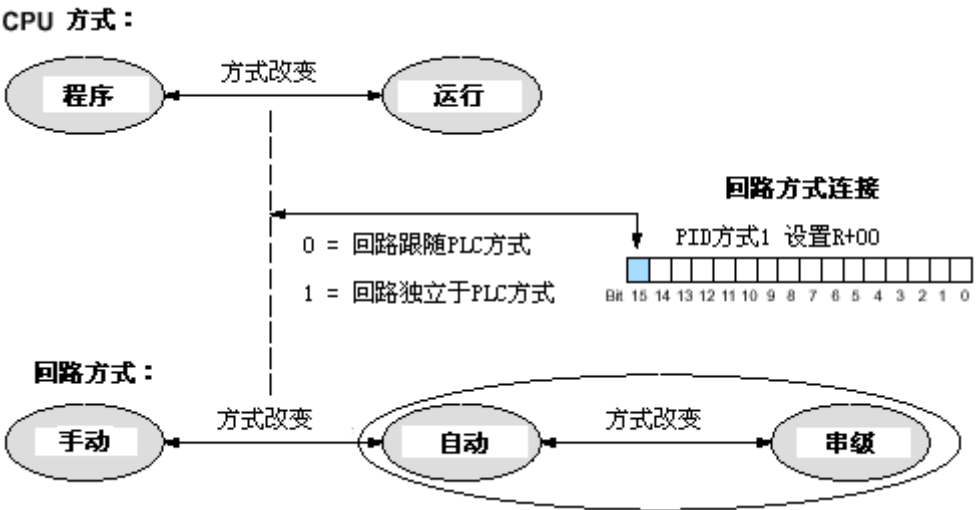 CPU 方式：
程序
方式改变
运行
回路方式连接
PID方式1 设置R+00
0 = 回路跟随PLC方式
1 = 回路独立于PLC方式
Bit 15 14 13 12 11 10 9 8 7 6 5 4 3 2 1 0
回路方式：
手动
方式改变
自动
方式改变
串级